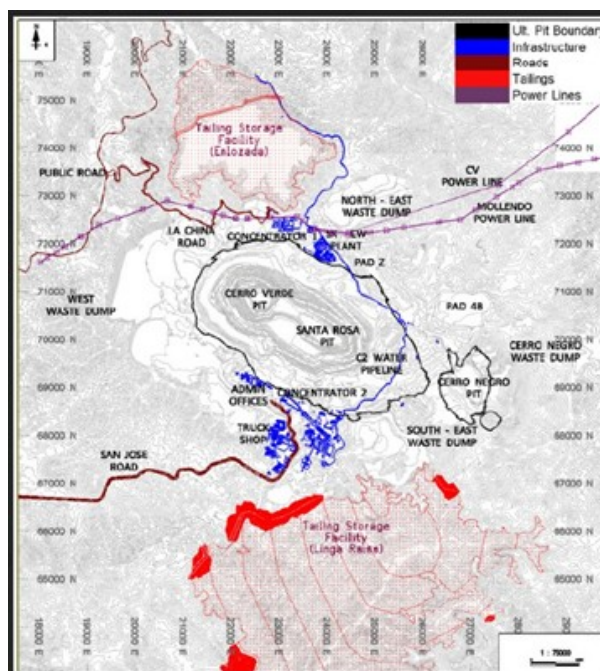 Ult. Pit Boundary
Infrastructure
Roads
Tailings
Power Lines
75000 N
74000 N
73000 N
72000 N
71000 N
70000 N
69000 N
68000 N
67000 N
66000 N
65000 N
Tailing Storage
Facility
(Enlozada)
PUBLIC ROAD
CV
POWER LINE
NORTH - EAST
WASTE DUMP
MOLLENDO
POWER LINE
LA CHINA
ROAD
CONCENTRATOR 1
PLANT
PAD 2
WEST
WASTE DUMP
CERRO VERDE
PIT
SANTA ROSA
PIT
PAD 4B
CERRO NEGRO
WASTE DUMP
C2 WATER
PIPELINE
CERRO NEGRO
PIT
ADMIN
OFFICES
CONCENTRATOR 2
TRUCK
SHOP
SOUTH - EAST
WASTE DUMP
SAN JOSE
ROAD
Tailing Storage
Facility
1 : 75000